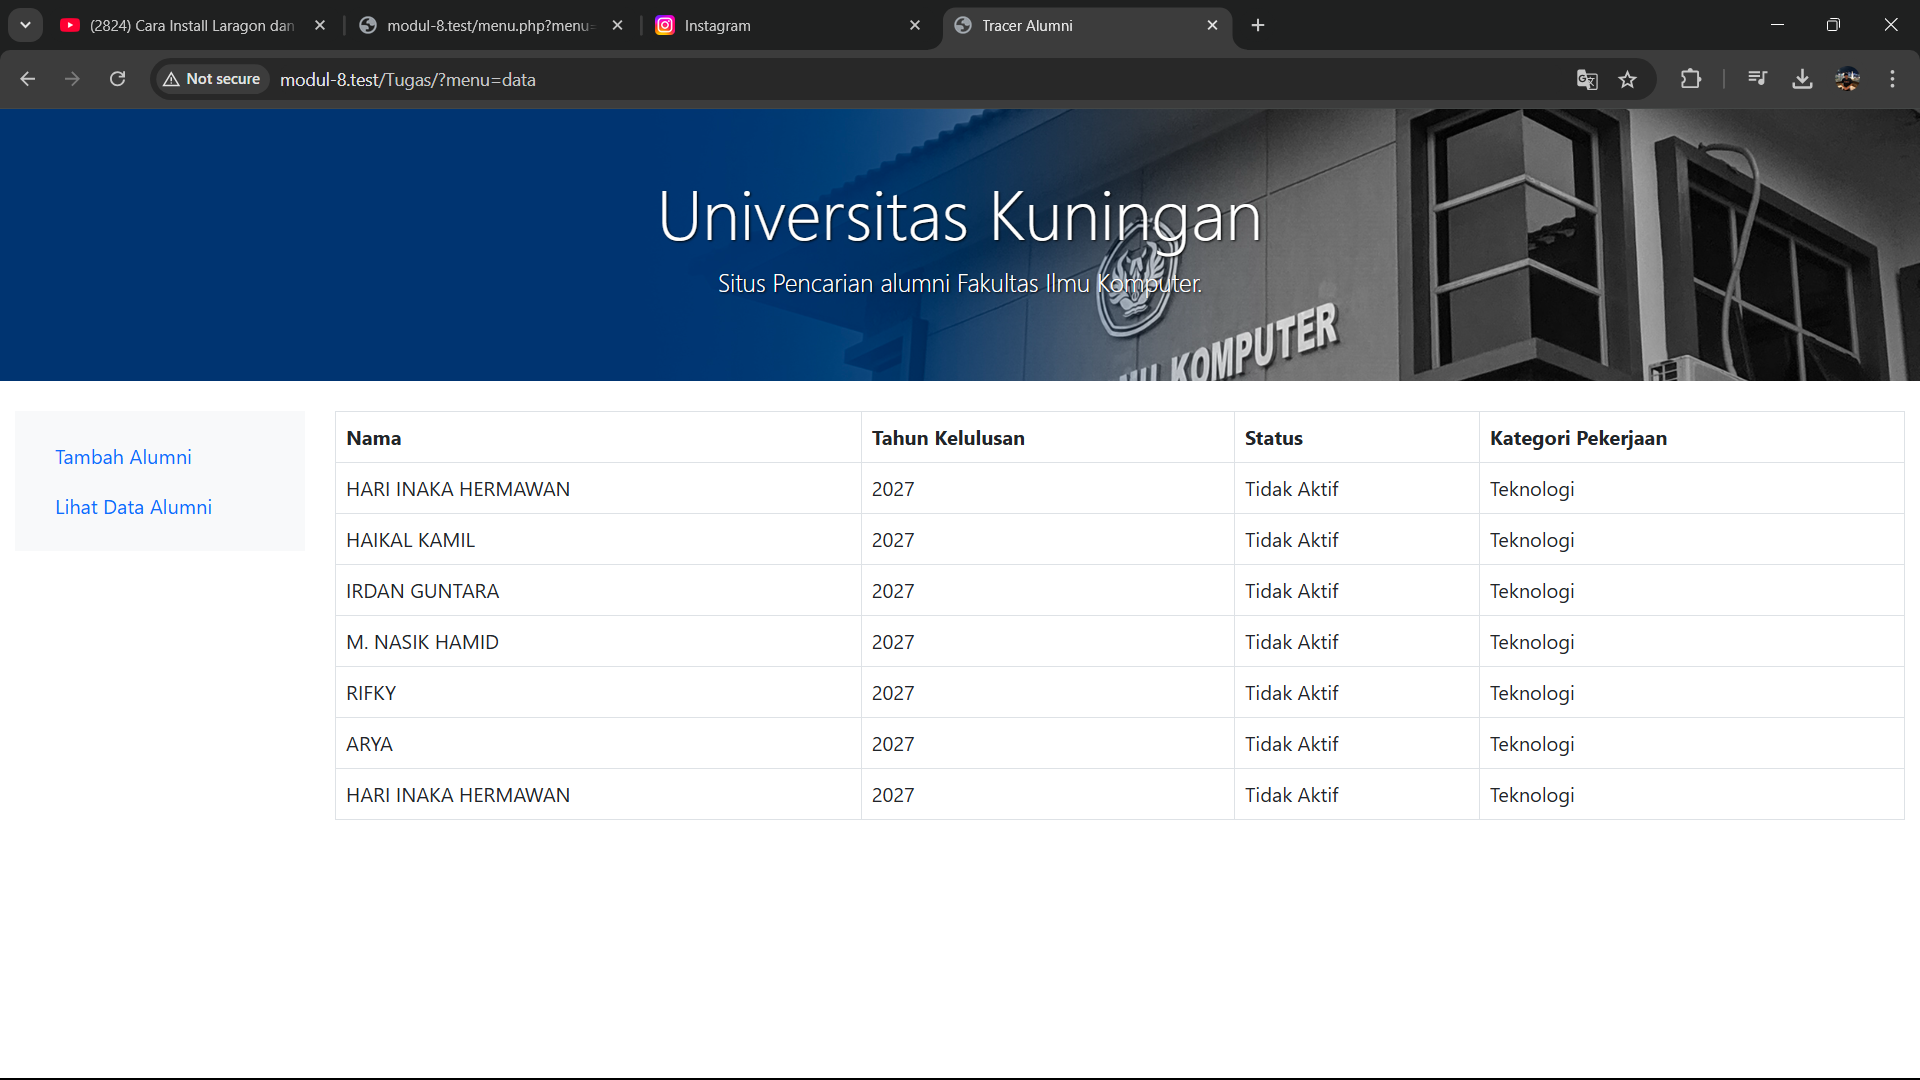 (2824) Cara Install Laragon dan
modul-8.test/menu.php?menu=
Instagram
Tracer Alumni
Not secure
modul-8.test/Tugas/?menu=data
Universitas Kuningan
Situs Pencarian alumni Fakultas Ilmu Komputer.
KOMPUTER
Tambah Alumni
Lihat Data Alumni
Nama Tahun Kelulusan Status Kategori Pekerjaan
HARI INAKA HERMAWAN 2027 Tidak Aktif Teknologi
HAIKAL KAMIL 2027 Tidak Aktif Teknologi
IRDAN GUNTARA 2027 Tidak Aktif Teknologi
M. NASIK HAMID 2027 Tidak Aktif Teknologi
RIFKY 2027 Tidak Aktif Teknologi
ARYA 2027 Tidak Aktif Teknologi
HARI INAKA HERMAWAN 2027 Tidak Aktif Teknologi